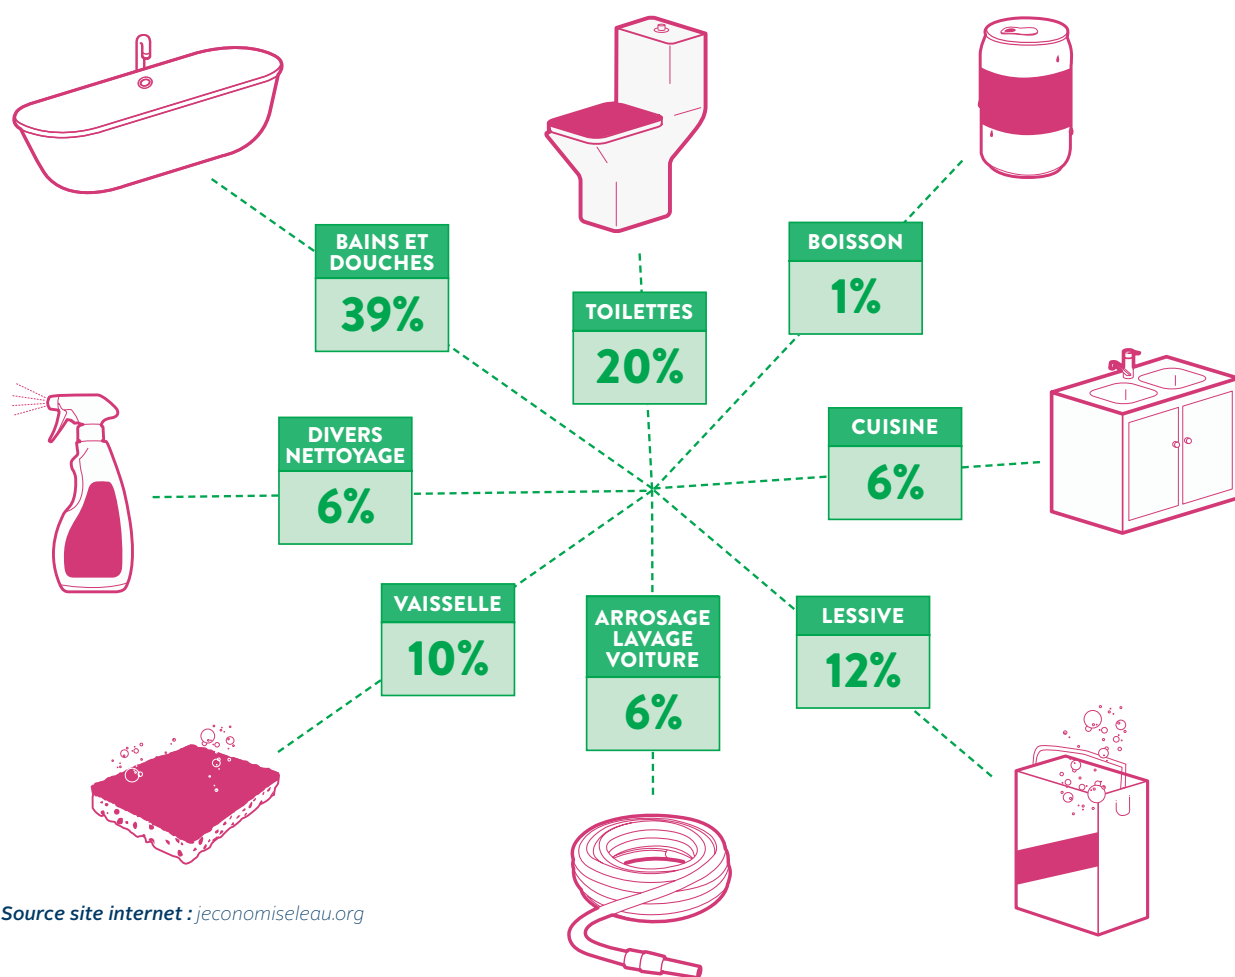 BAINS ET
DOUCHES
39%
TOILETTES
20%
BOISSON
1%
DIVERS
NETTOYAGE
6%
CUISINE
6%
VAISSELLE
10%
ARROSAGE
LAVAGE
VOITURE
6%
LESSIVE
12%
Source site internet : jeconomiseleau.org